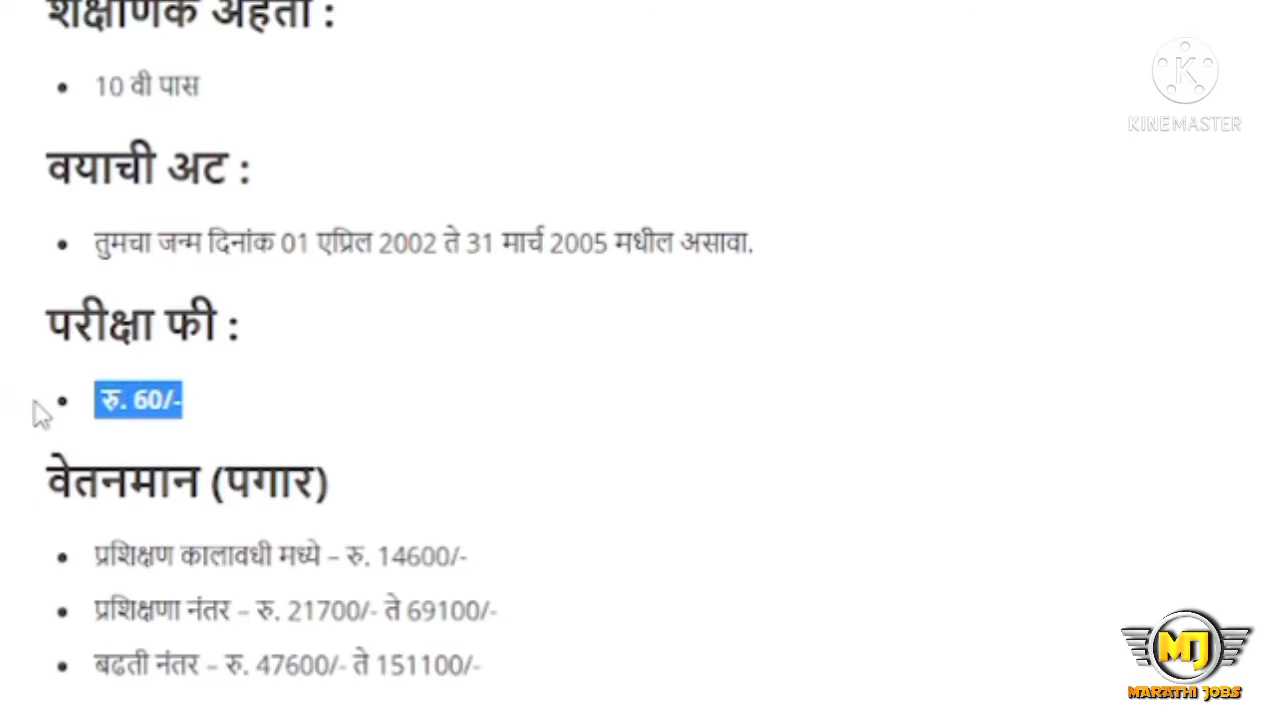 शैक्षणिक अर्हता :
• 10 वी पास
K
KINEMASTER
वयाची अट :
• तुमचा जन्म दिनांक 01 एप्रिल 2002 ते 31 मार्च 2005 मधील असावा.
परीक्षा फी :
• रु. 60/-
वेतनमान (पगार)
• प्रशिक्षण कालावधी मध्ये – रु. 14600/-
• प्रशिक्षणा नंतर – रु. 21700/- ते 69100/-
• बढती नंतर – रु. 47600/- ते 151100/-
MJ
MARATHI JOBS